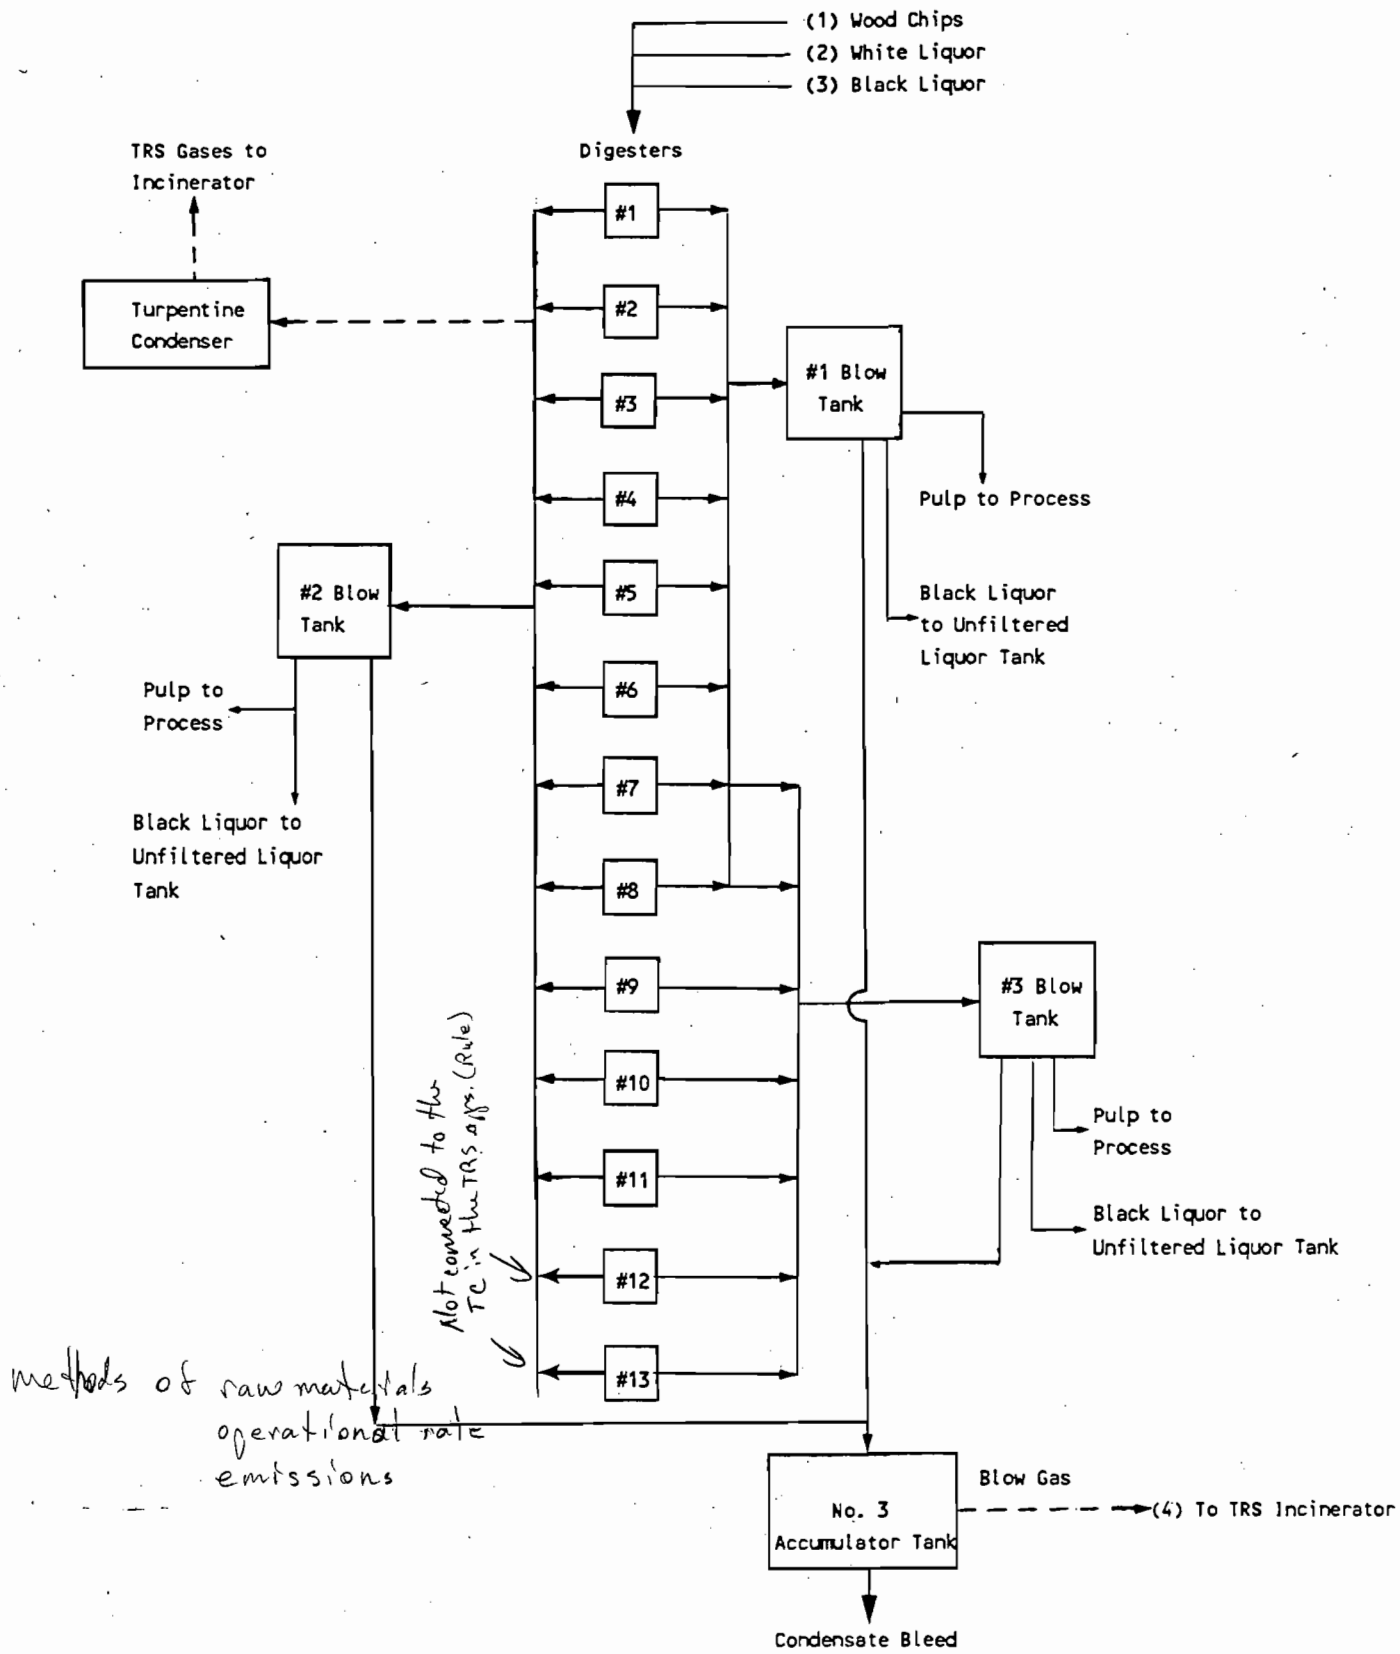 (1) Wood Chips
(2) White Liquor
(3) Black Liquor
Digesters
TRS Gases to
Incinerator
Turpentine
Condenser
#1
#2
#3
#4
#5
#6
#7
#8
#9
#10
#11
#12
#13
#1 Blow
Tank
Pulp to Process
Black Liquor
to Unfiltered
Liquor Tank
#2 Blow
Tank
Pulp to
Process
Black Liquor to
Unfiltered Liquor
Tank
#3 Blow
Tank
Pulp to
Process
Black Liquor to
Unfiltered Liquor Tank
Not connected to the
TC in the TRS (Rule)
methods of raw materials
operational rate
emissions
No. 3
Accumulator Tank
Blow Gas
(4) To TRS Incinerator
Condensate Bleed